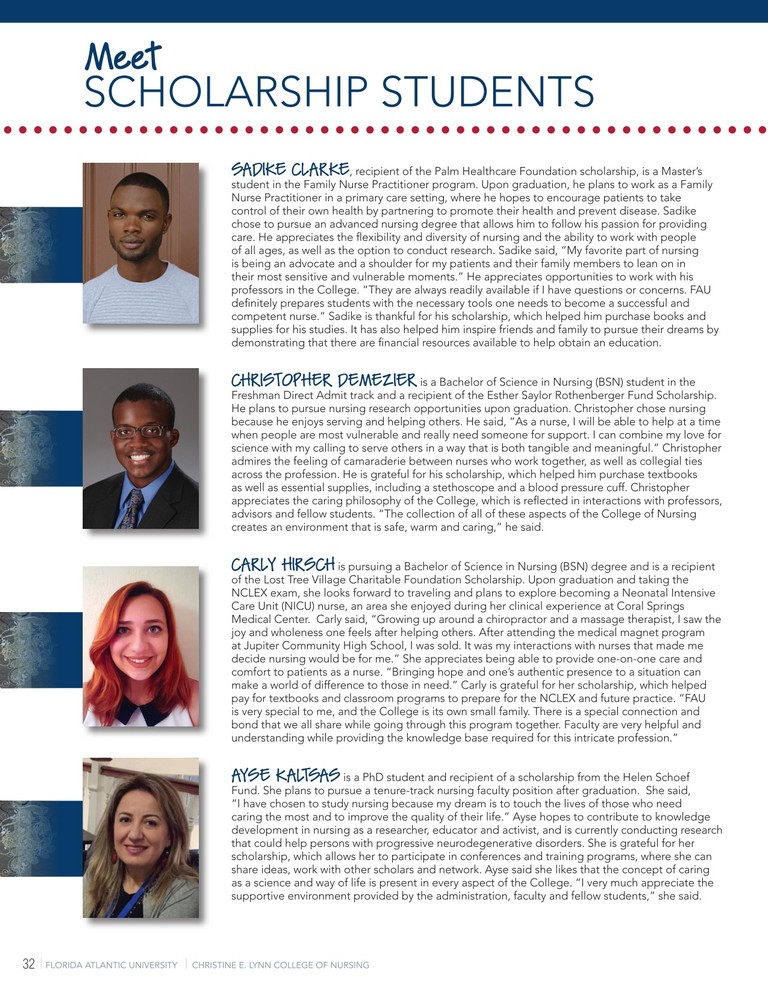 Meet
SCHOLARSHIP STUDENTS
SADIKE CLARKE, recipient of the Palm Healthcare Foundation scholarship, is a Master's
student in the Family Nurse Practitioner program. Upon graduation, he plans to work as a Family
Nurse Practitioner in a primary care setting, where he hopes to encourage patients to take
control of their own health by partnering to promote their health and prevent disease. Sadike
chose to pursue an advanced nursing degree that allows him to follow his passion for providing
care. He appreciates the flexibility and diversity of nursing and the ability to work with people
of all ages, as well as the option to conduct research. Sadike said, “My favorite part of nursing
is being an advocate and a shoulder for my patients and their family members to lean on in
their most sensitive and vulnerable moments.” He appreciates opportunities to work with his
professors in the College. “They are always readily available if I have questions or concerns. FAU
definitely prepares students with the necessary tools one needs to become a successful and
competent nurse.” Sadike is thankful for his scholarship, which helped him purchase books and
supplies for his studies. It has also helped him inspire friends and family to pursue their dreams by
demonstrating that there are financial resources available to help obtain an education.
CHRISTOPHER DEMEZIER is a Bachelor of Science in Nursing (BSN) student in the
Freshman Direct Admit track and a recipient of the Esther Saylor Rothenberger Fund Scholarship.
He plans to pursue nursing research opportunities upon graduation. Christopher chose nursing
because he enjoys serving and helping others. He said, “As a nurse, I will be able to help at a time
when people are most vulnerable and really need someone for support. I can combine my love for
science with my calling to serve others in a way that is both tangible and meaningful.” Christopher
admires the feeling of camaraderie between nurses who work together, as well as collegial ties
across the profession. He is grateful for his scholarship, which helped him purchase textbooks
as well as essential supplies, including a stethoscope and a blood pressure cuff. Christopher
appreciates the caring philosophy of the College, which is reflected in interactions with professors,
advisors and fellow students. “The collection of all of these aspects of the College of Nursing
creates an environment that is safe, warm and caring,” he said.
CARLY HIRSCH is pursuing a Bachelor of Science in Nursing (BSN) degree and is a recipient
of the Lost Tree Village Charitable Foundation Scholarship. Upon graduation and taking the
NCLEX exam, she looks forward to traveling and plans to explore becoming a Neonatal Intensive
Care Unit (NICU) nurse, an area she enjoyed during her clinical experience at Coral Springs
Medical Center. Carly said, “Growing up around a chiropractor and a massage therapist, I saw the
joy and wholeness one feels after helping others. After attending the medical magnet program
at Jupiter Community High School, I was sold. It was my interactions with nurses that made me
decide nursing would be for me.” She appreciates being able to provide one-on-one care and
comfort to patients as a nurse. “Bringing hope and one's authentic presence to a situation can
make a world of difference to those in need.” Carly is grateful for her scholarship, which helped
pay for textbooks and classroom programs to prepare for the NCLEX and future practice. “FAU
is very special to me, and the College is its own small family. There is a special connection and
bond that we all share while going through this program together. Faculty are very helpful and
understanding while providing the knowledge base required for this intricate profession.”
AYSE KALTSAS is a PhD student and recipient of a scholarship from the Helen Schoef
Fund. She plans to pursue a tenure-track nursing faculty position after graduation. She said,
“I have chosen to study nursing because my dream is to touch the lives of those who need
caring the most and to improve the quality of their life.” Ayse hopes to contribute to knowledge
development in nursing as a researcher, educator and activist, and is currently conducting research
that could help persons with progressive neurodegenerative disorders. She is grateful for her
scholarship, which allows her to participate in conferences and training programs, where she can
share ideas, work with other scholars and network. Ayse said she likes that the concept of caring
as a science and way of life is present in every aspect of the College. “I very much appreciate the
supportive environment provided by the administration, faculty and fellow students,” she said.
32 | FLORIDA ATLANTIC UNIVERSITY | CHRISTINE E. LYNN COLLEGE OF NURSING